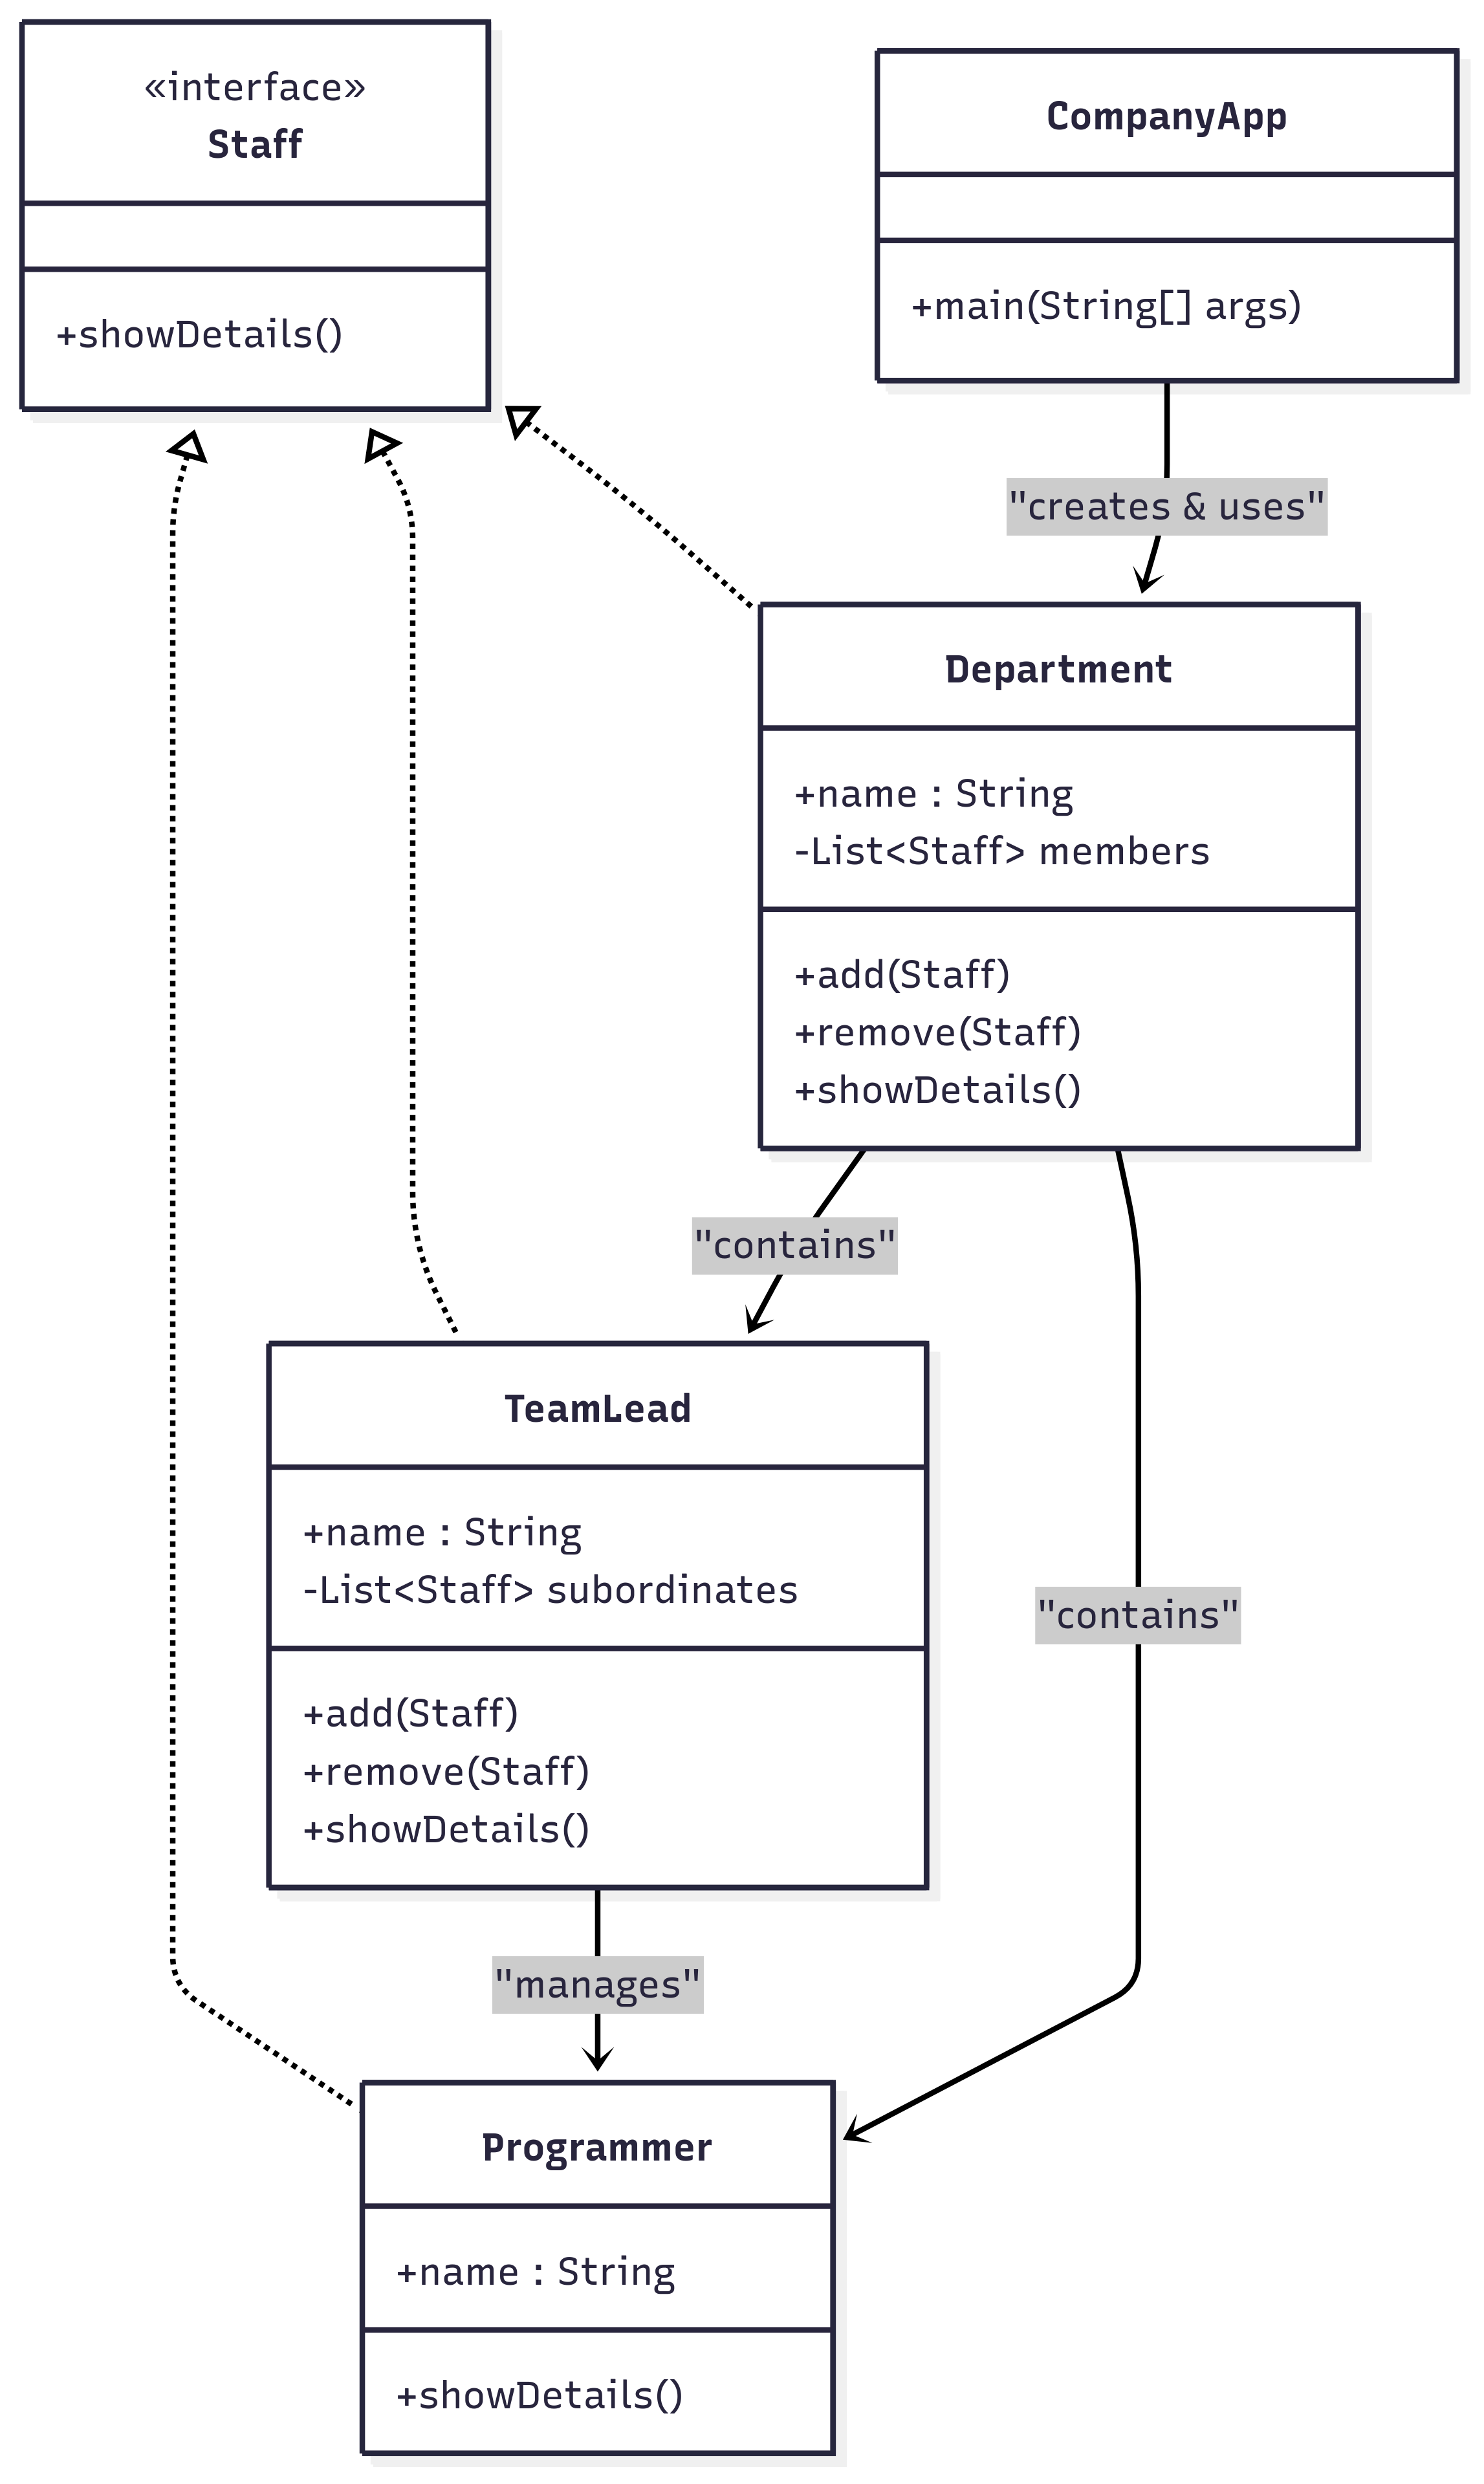 «interface»
Staff
+showDetails()
CompanyApp
+main(String[] args)
"creates & uses"
Department
+name : String
-List<Staff> members
+add(Staff)
+remove(Staff)
+showDetails()
"contains"
TeamLead
+name : String
-List<Staff> subordinates
+add(Staff)
+remove(Staff)
+showDetails()
"contains"
"manages"
Programmer
+name : String
+showDetails()